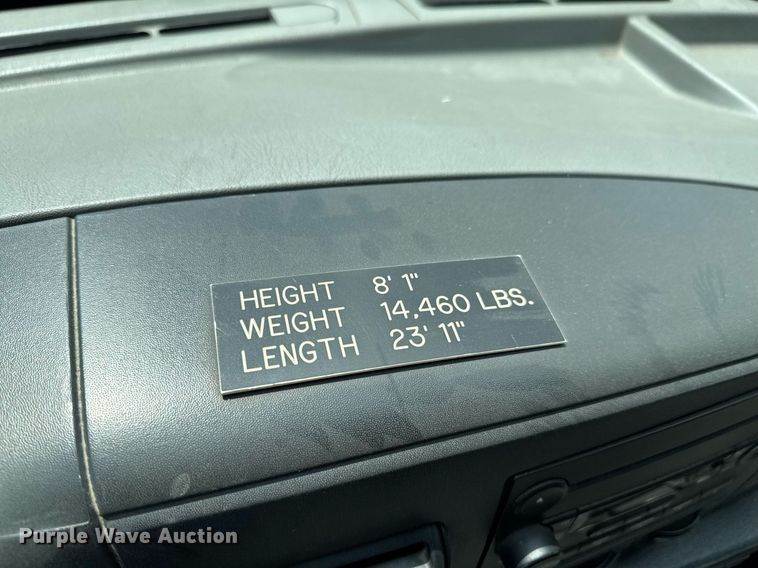 HEIGHT 8' 1"
WEIGHT 14,460 LBS.
LENGTH 23' 11"
Purple Wave Auction®